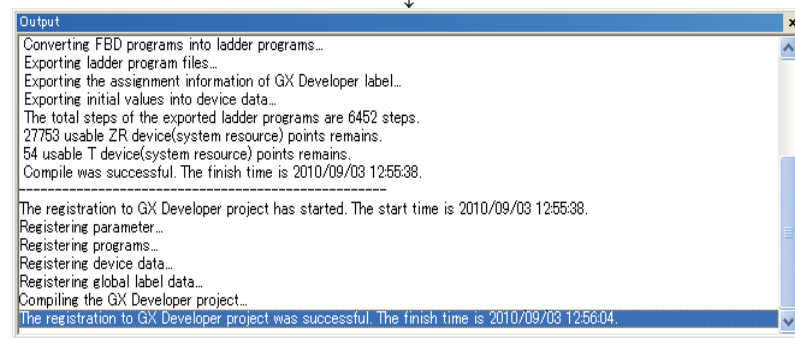 Output
Converting FBD programs into ladder programs...
Exporting ladder program files...
Exporting the assignment information of GX Developer label...
Exporting initial values into device data...
The total steps of the exported ladder programs are 6452 steps.
27753 usable ZR device(system resource) points remains.
54 usable T device(system resource) points remains.
Compile was successful. The finish time is 2010/09/03 12:55:38.
----------------------------------------------------
The registration to GX Developer project has started. The start time is 2010/09/03 12:55:38.
Registering parameter...
Registering programs...
Registering device data...
Registering global label data...
Compiling the GX Developer project...
The registration to GX Developer project was successful. The finish time is 2010/09/03 12:56:04.